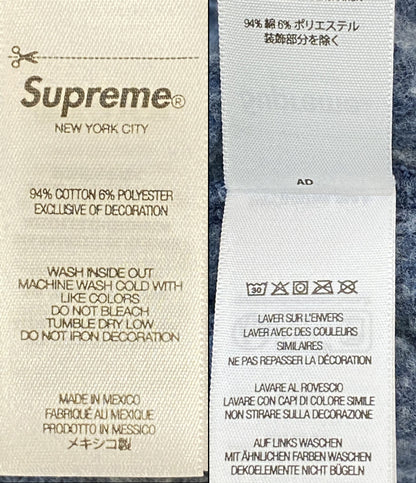 Supreme®
NEW YORK CITY
94% COTTON 6% POLYESTER
EXCLUSIVE OF DECORATION
WASH INSIDE OUT
MACHINE WASH COLD WITH
LIKE COLORS
DO NOT BLEACH
TUMBLE DRY LOW
DO NOT IRON DECORATION
MADE IN MEXICO
FABRIQUÉ AU MEXIQUE
PRODOTTO IN MESSICO
メキシコ製
94% 綿 6% ポリエステル
装飾部分を除く
AD
30
LAVER SUR L'ENVERS
LAVER AVEC DES COULEURS
SIMILAIRES
NE PAS REPASSER LA DÉCORATION
LAVARE AL ROVESCIO
LAVARE CON CAPI DI COLORE SIMILE
NON STIRARE SULLA DECORAZIONE
AUF LINKS WASCHEN
MIT ÄHNLICHEN FARBEN WASCHEN
DEKOELEMENTE NICHT BÜGELN